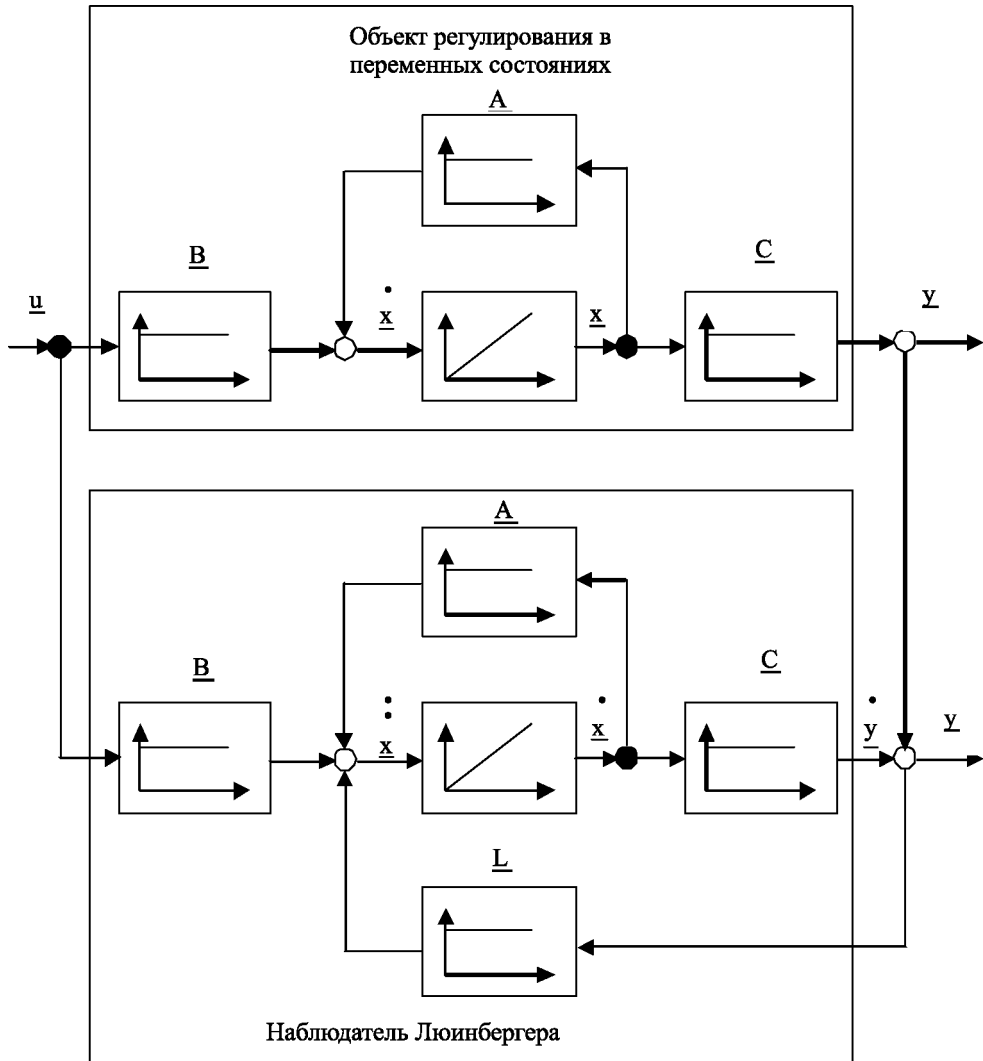 Объект регулирования в
переменных состояниях
A
B
C
u
ẋ
x
y
A
B
C
ẍ
ẋ
ẏ
y
L
Наблюдатель Люинбергера